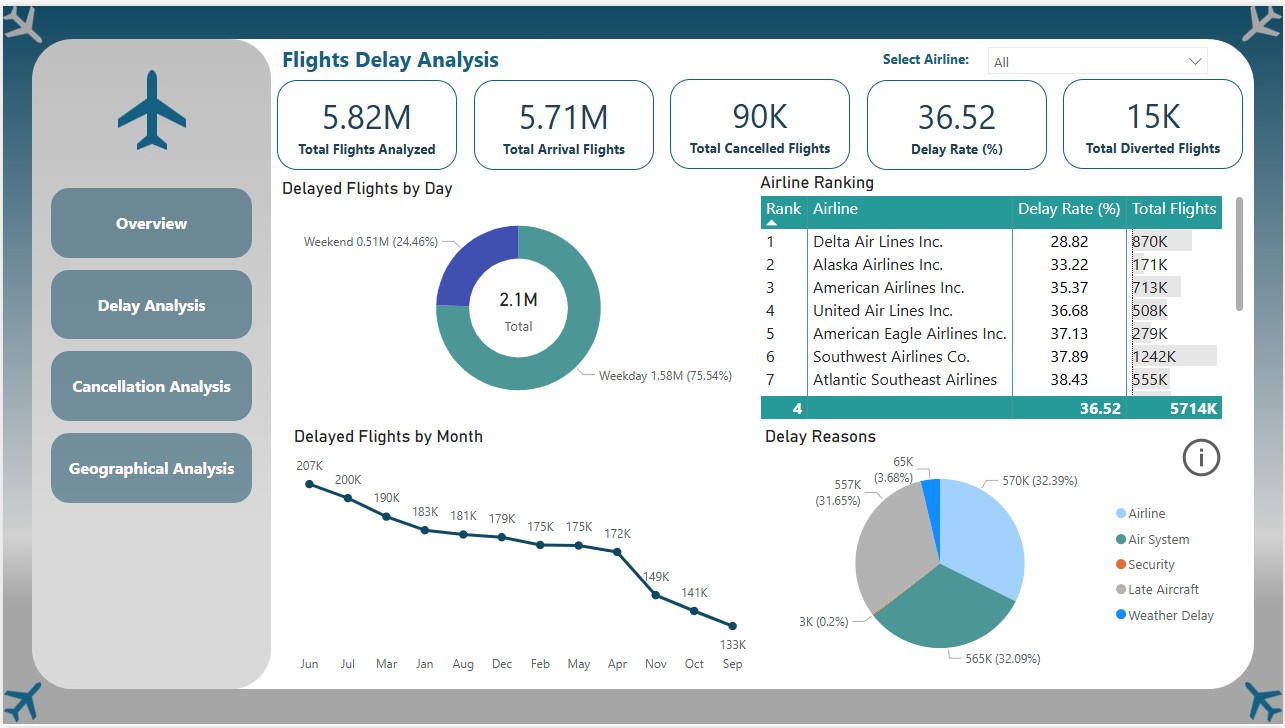 Flights Delay Analysis
Select Airline:
All
5.82M
Total Flights Analyzed
5.71M
Total Arrival Flights
90K
Total Cancelled Flights
36.52
Delay Rate (%)
15K
Total Diverted Flights
Overview
Delay Analysis
Cancellation Analysis
Geographical Analysis
Delayed Flights by Day
Weekend 0.51M (24.46%)
2.1M
Total
Weekday 1.58M (75.54%)
Airline Ranking
Rank Airline Delay Rate (%) Total Flights
1 Delta Air Lines Inc. 28.82 870K
2 Alaska Airlines Inc. 33.22 171K
3 American Airlines Inc. 35.37 713K
4 United Air Lines Inc. 36.68 508K
5 American Eagle Airlines Inc. 37.13 279K
6 Southwest Airlines Co. 37.89 1242K
7 Atlantic Southeast Airlines 38.43 555K
4 36.52 5714K
Delayed Flights by Month
207K
200K
190K
183K
181K
179K
175K
175K
172K
149K
141K
133K
Jun Jul Mar Jan Aug Dec Feb May Apr Nov Oct Sep
Delay Reasons
i
65K
(3.68%)
557K
(31.65%)
570K (32.39%)
3K (0.2%)
565K (32.09%)
Airline
Air System
Security
Late Aircraft
Weather Delay